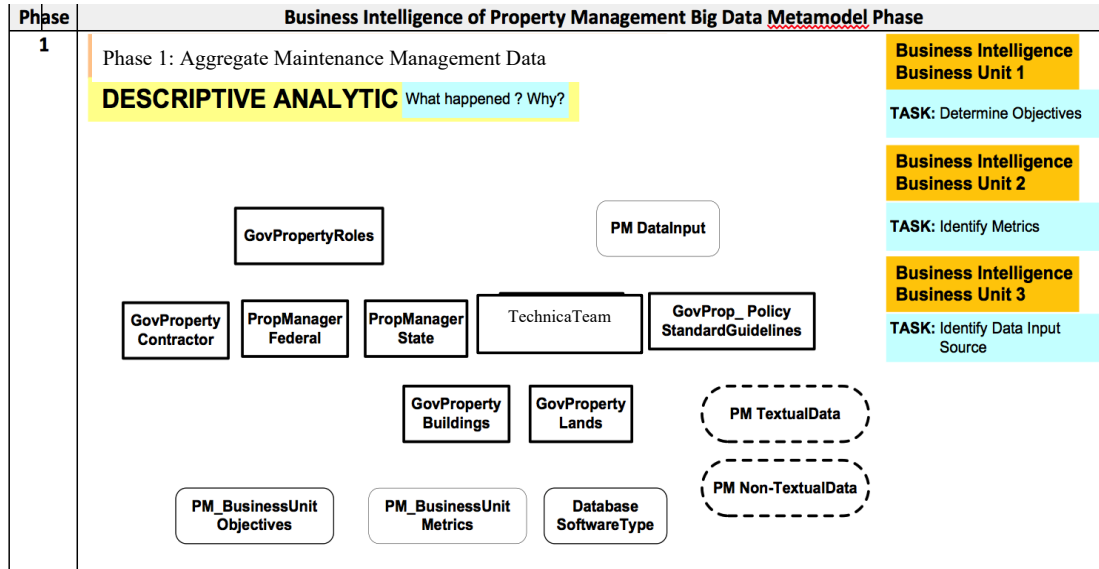 Phase
Business Intelligence of Property Management Big Data Metamodel Phase
1
Phase 1: Aggregate Maintenance Management Data
DESCRIPTIVE ANALYTIC What happened ? Why?
Business Intelligence
Business Unit 1
TASK: Determine Objectives
Business Intelligence
Business Unit 2
TASK: Identify Metrics
Business Intelligence
Business Unit 3
TASK: Identify Data Input
Source
GovPropertyRoles
PM DataInput
GovProperty
Contractor
PropManager
Federal
PropManager
State
TechnicaTeam
GovProp_ Policy
StandardGuidelines
GovProperty
Buildings
GovProperty
Lands
PM TextualData
PM Non-TextualData
PM_BusinessUnit
Objectives
PM_BusinessUnit
Metrics
Database
SoftwareType